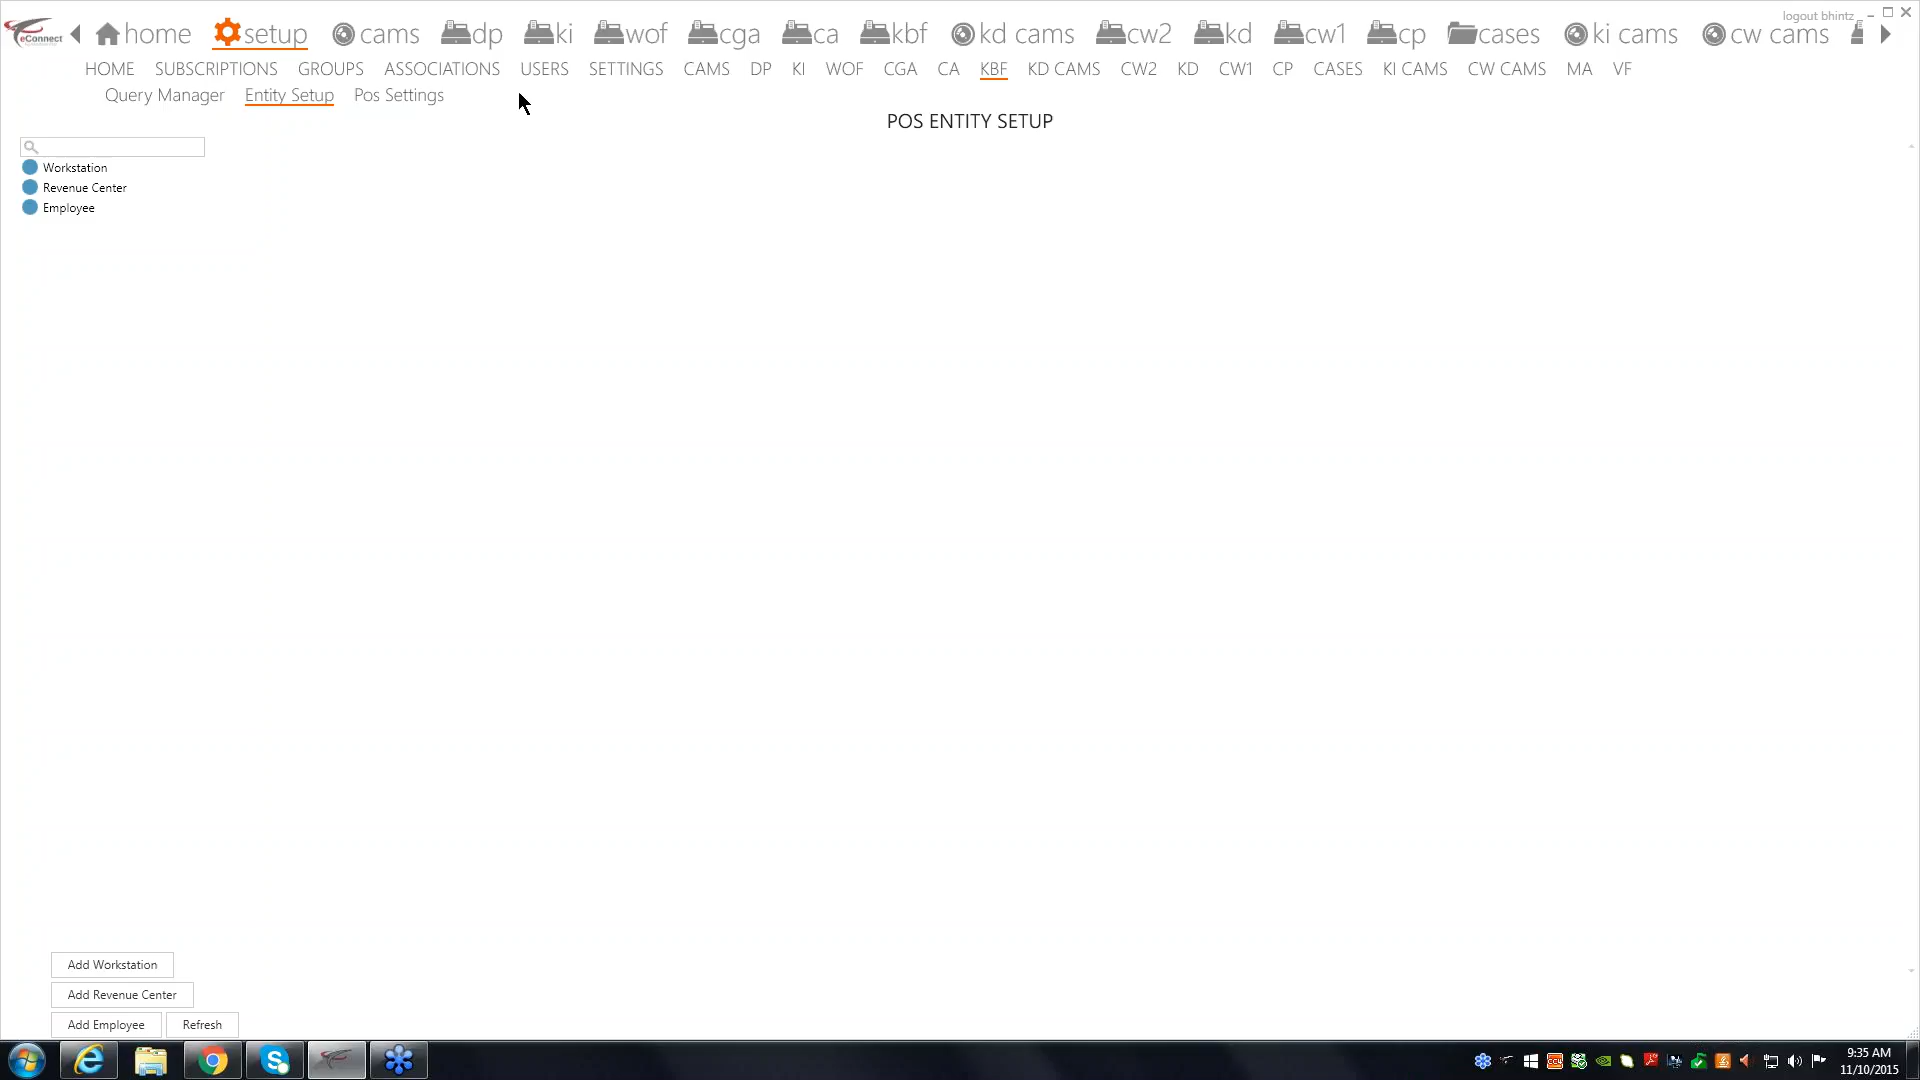 eConnect home setup cams dp ki wof cga ca kbf kd cams cw2 kd cw1 cp cases ki cams cw cams logout bhintz
HOME SUBSCRIPTIONS GROUPS ASSOCIATIONS USERS SETTINGS CAMS DP KI WOF CGA CA KBF KD CAMS CW2 KD CW1 CP CASES KI CAMS CW CAMS MA VF
Query Manager Entity Setup Pos Settings
POS ENTITY SETUP
Workstation
Revenue Center
Employee
Add Workstation
Add Revenue Center
Add Employee Refresh
9:35 AM
11/10/2015